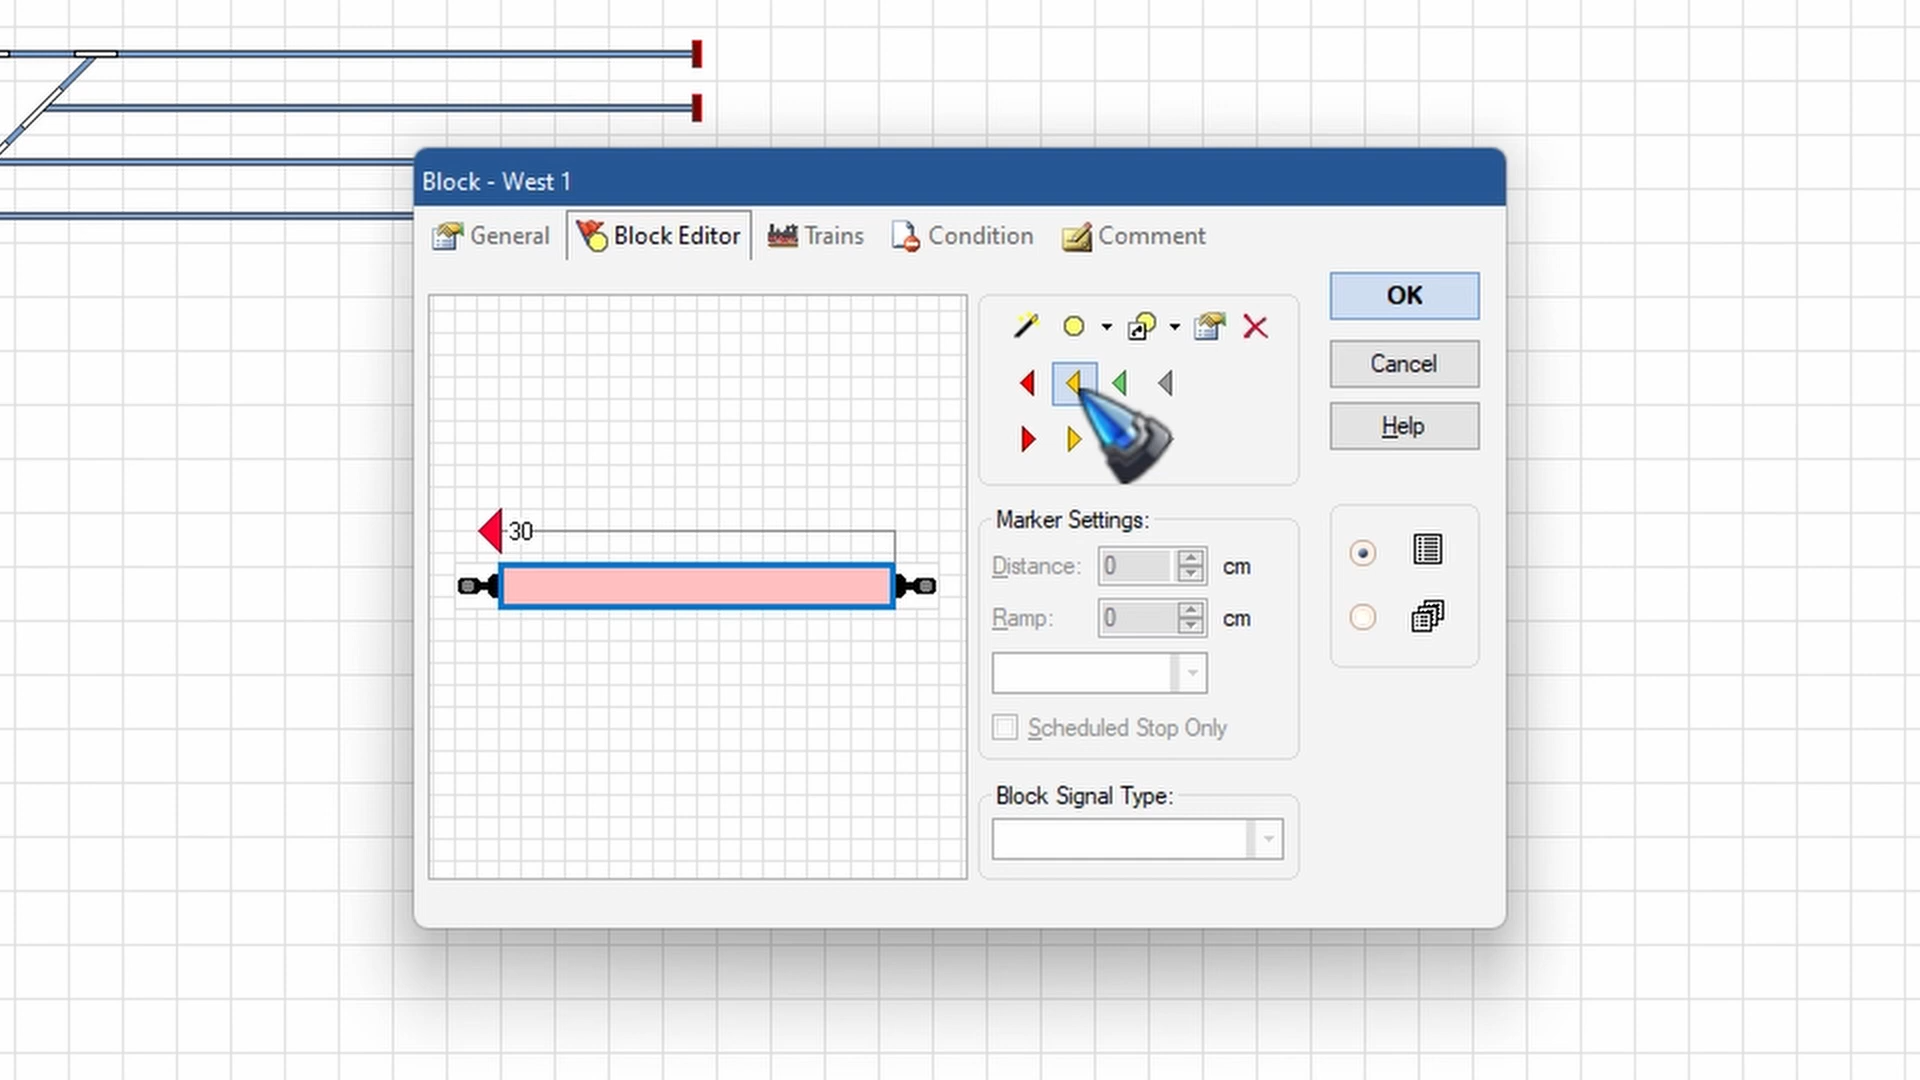 Block - West 1
General
Block Editor
Trains
Condition
Comment
OK
Cancel
Help
30
Marker Settings:
Distance: 0 cm
Ramp: 0 cm
Scheduled Stop Only
Block Signal Type: